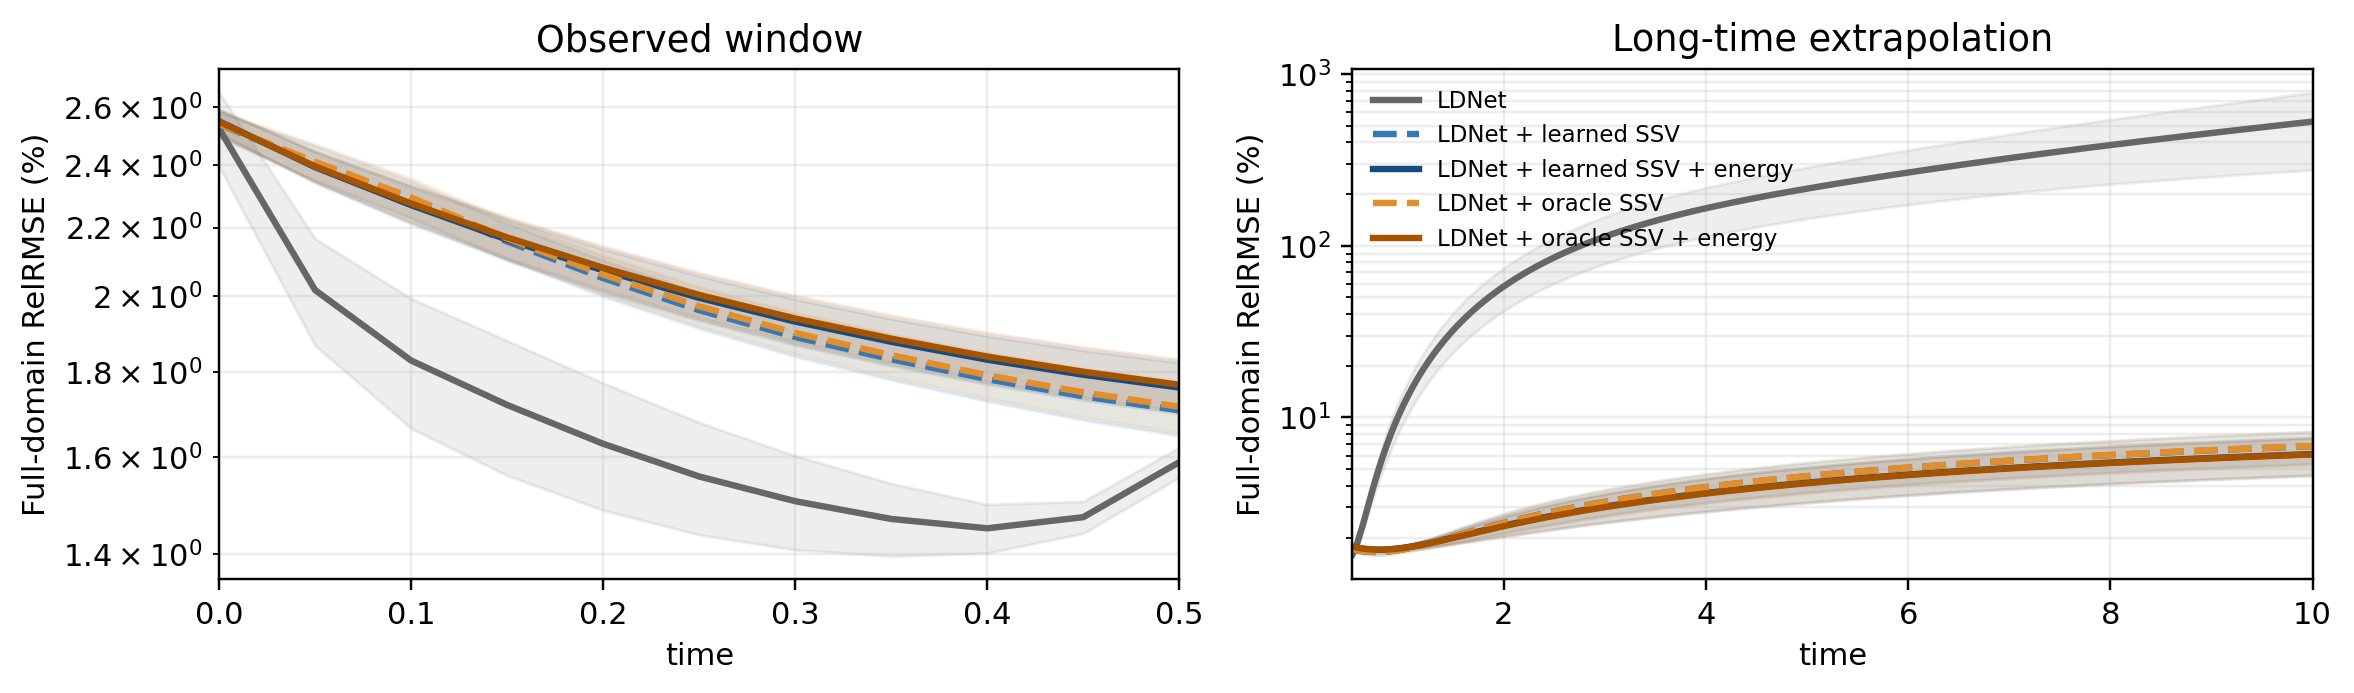 Observed window
Full-domain RelRMSE (%)
2.6 × 10⁰
2.4 × 10⁰
2.2 × 10⁰
2 × 10⁰
1.8 × 10⁰
1.6 × 10⁰
1.4 × 10⁰
0.0 0.1 0.2 0.3 0.4 0.5
time
Long-time extrapolation
Full-domain RelRMSE (%)
10³
10²
10¹
LDNet
LDNet + learned SSV
LDNet + learned SSV + energy
LDNet + oracle SSV
LDNet + oracle SSV + energy
2 4 6 8 10
time